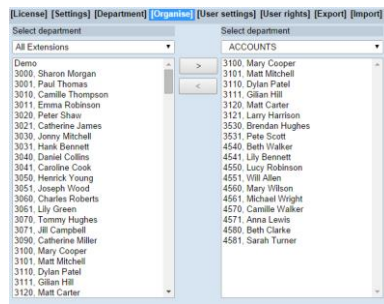 [License] [Settings] [Department] [Organise] [User settings] [User rights] [Export] [Import]
Select department
All Extensions
Demo
3000, Sharon Morgan
3001, Paul Thomas
3010, Camille Thompson
3011, Emma Robinson
3020, Peter Shaw
3021, Catherine James
3030, Jonny Mitchell
3031, Hank Bennett
3040, Daniel Collins
3041, Caroline Cook
3050, Henrick Young
3051, Joseph Wood
3060, Charles Roberts
3061, Lily Green
3070, Tommy Hughes
3071, Jill Campbell
3090, Catherine Miller
3100, Mary Cooper
3101, Matt Mitchell
3110, Dylan Patel
3111, Gillian Hill
3120, Matt Carter
>
<
Select department
ACCOUNTS
3100, Mary Cooper
3101, Matt Mitchell
3110, Dylan Patel
3111, Gillian Hill
3120, Matt Carter
3121, Larry Harrison
3530, Brendan Hughes
3531, Pete Scott
4540, Beth Walker
4541, Lily Bennett
4550, Lucy Robinson
4551, Will Allen
4560, Mary Wilson
4561, Michael Wright
4570, Camille Walker
4571, Anna Lewis
4580, Beth Clarke
4581, Sarah Turner